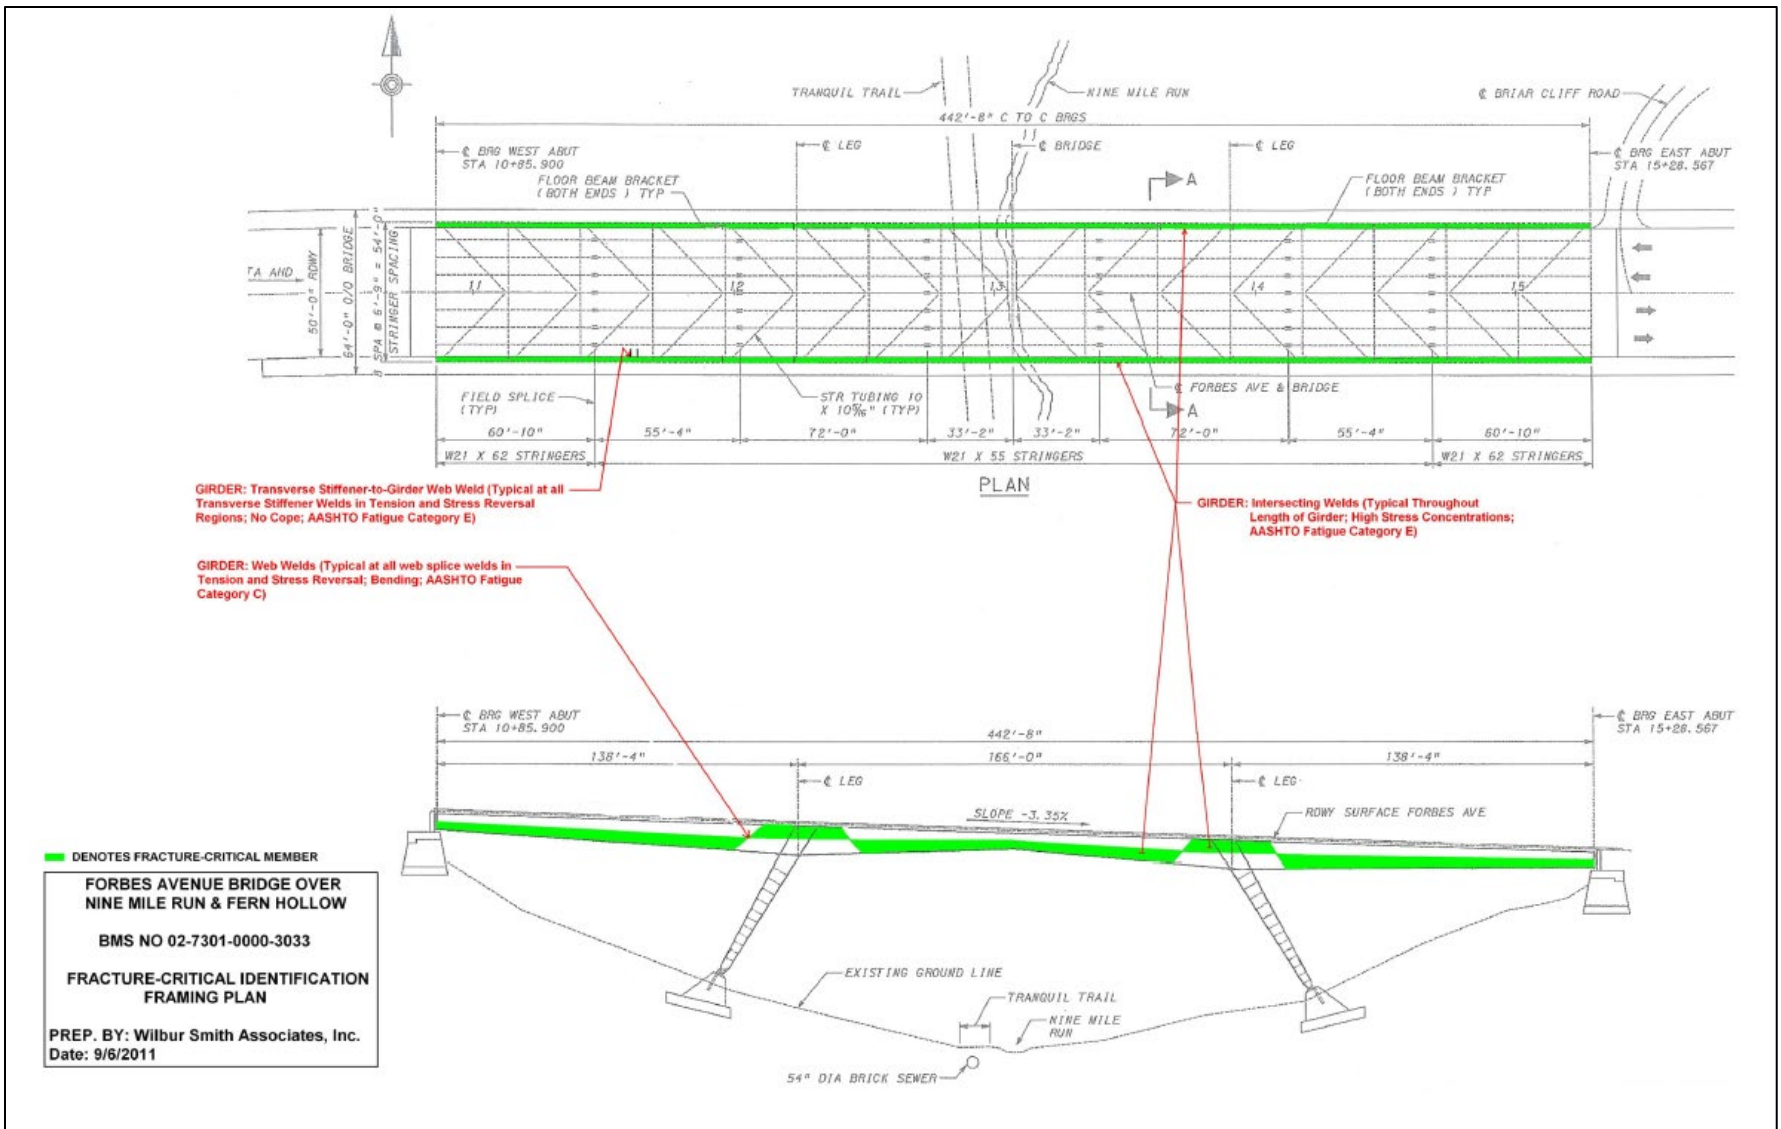 TRANQUIL TRAIL
NINE MILE RUN
℄ BRIAR CLIFF ROAD
442'-8" C TO C BRGS
℄ BRG WEST ABUT
STA 10+85.900
℄ LEG
℄ BRIDGE
℄ LEG
℄ BRG EAST ABUT
STA 15+28.567
FLOOR BEAM BRACKET
(BOTH ENDS) TYP
A
FLOOR BEAM BRACKET
(BOTH ENDS) TYP
TA AHD
50'-0" RDWY
64'-0" O/O BRIDGE
8 SPA @ 6'-9" = 54'-0"
STRINGER SPACING
11
12
13
14
15
FIELD SPLICE
(TYP)
STR TUBING 10
X 10 5/16" (TYP)
℄ FORBES AVE & BRIDGE
A
60'-10"
55'-4"
72'-0"
33'-2"
33'-2"
72'-0"
55'-4"
60'-10"
W21 X 62 STRINGERS
W21 X 55 STRINGERS
W21 X 62 STRINGERS
PLAN
GIRDER: Transverse Stiffener-to-Girder Web Weld (Typical at all
Transverse Stiffener Welds in Tension and Stress Reversal
Regions; No Cope; AASHTO Fatigue Category E)
GIRDER: Intersecting Welds (Typical Throughout
Length of Girder; High Stress Concentrations;
AASHTO Fatigue Category E)
GIRDER: Web Welds (Typical at all web splice welds in
Tension and Stress Reversal; Bending; AASHTO Fatigue
Category C)
℄ BRG WEST ABUT
STA 10+85.900
℄ BRG EAST ABUT
STA 15+28.567
442'-8"
138'-4"
166'-0"
138'-4"
℄ LEG
℄ LEG
SLOPE -3.35%
RDWY SURFACE FORBES AVE
DENOTES FRACTURE-CRITICAL MEMBER
FORBES AVENUE BRIDGE OVER
NINE MILE RUN & FERN HOLLOW
BMS NO 02-7301-0000-3033
FRACTURE-CRITICAL IDENTIFICATION
FRAMING PLAN
PREP. BY: Wilbur Smith Associates, Inc.
Date: 9/6/2011
EXISTING GROUND LINE
TRANQUIL TRAIL
NINE MILE
RUN
54" DIA BRICK SEWER